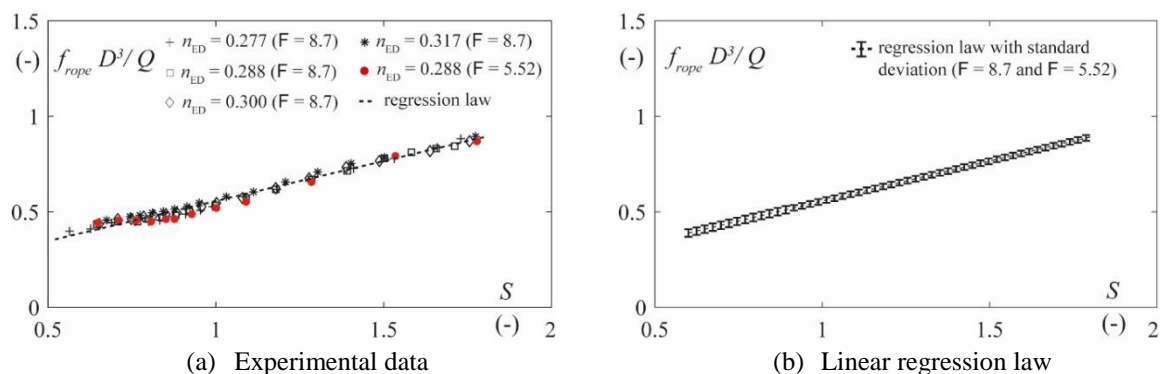 1.5
(-)
f_rope D³/ Q
+ n_ED = 0.277 (F = 8.7)
□ n_ED = 0.288 (F = 8.7)
◇ n_ED = 0.300 (F = 8.7)
✱ n_ED = 0.317 (F = 8.7)
● n_ED = 0.288 (F = 5.52)
regression law
1
0.5
0
0.5
1
1.5
2
S
(-)
(a) Experimental data
1.5
(-)
f_rope D³/ Q
regression law with standard
deviation (F = 8.7 and F = 5.52)
1
0.5
0
0.5
1
1.5
2
S
(-)
(b) Linear regression law